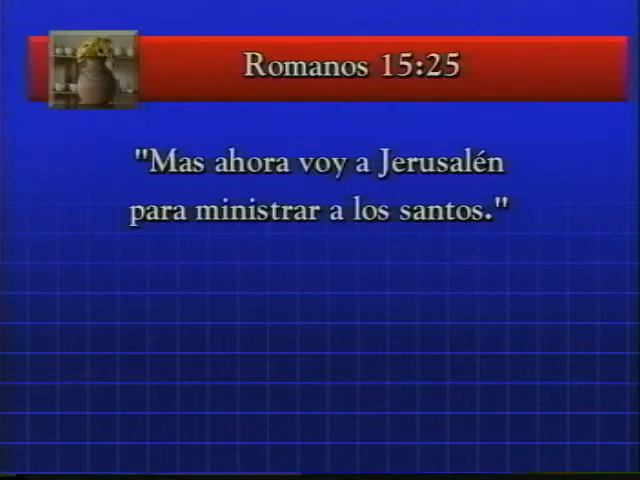 Romanos 15:25
"Mas ahora voy a Jerusalén
para ministrar a los santos."